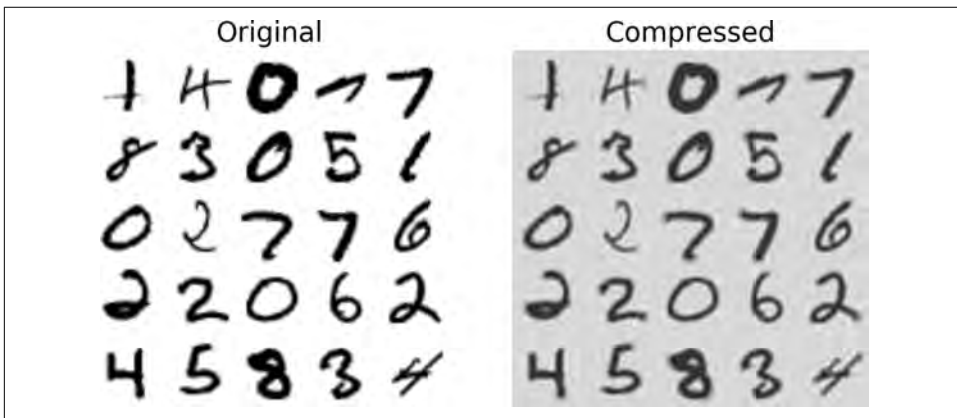 Original Compressed
1 4 0 7 7 1 4 0 7 7
8 3 0 5 1 8 3 0 5 1
0 2 7 7 6 0 2 7 7 6
2 2 0 6 2 2 2 0 6 2
4 5 8 3 4 4 5 8 3 4